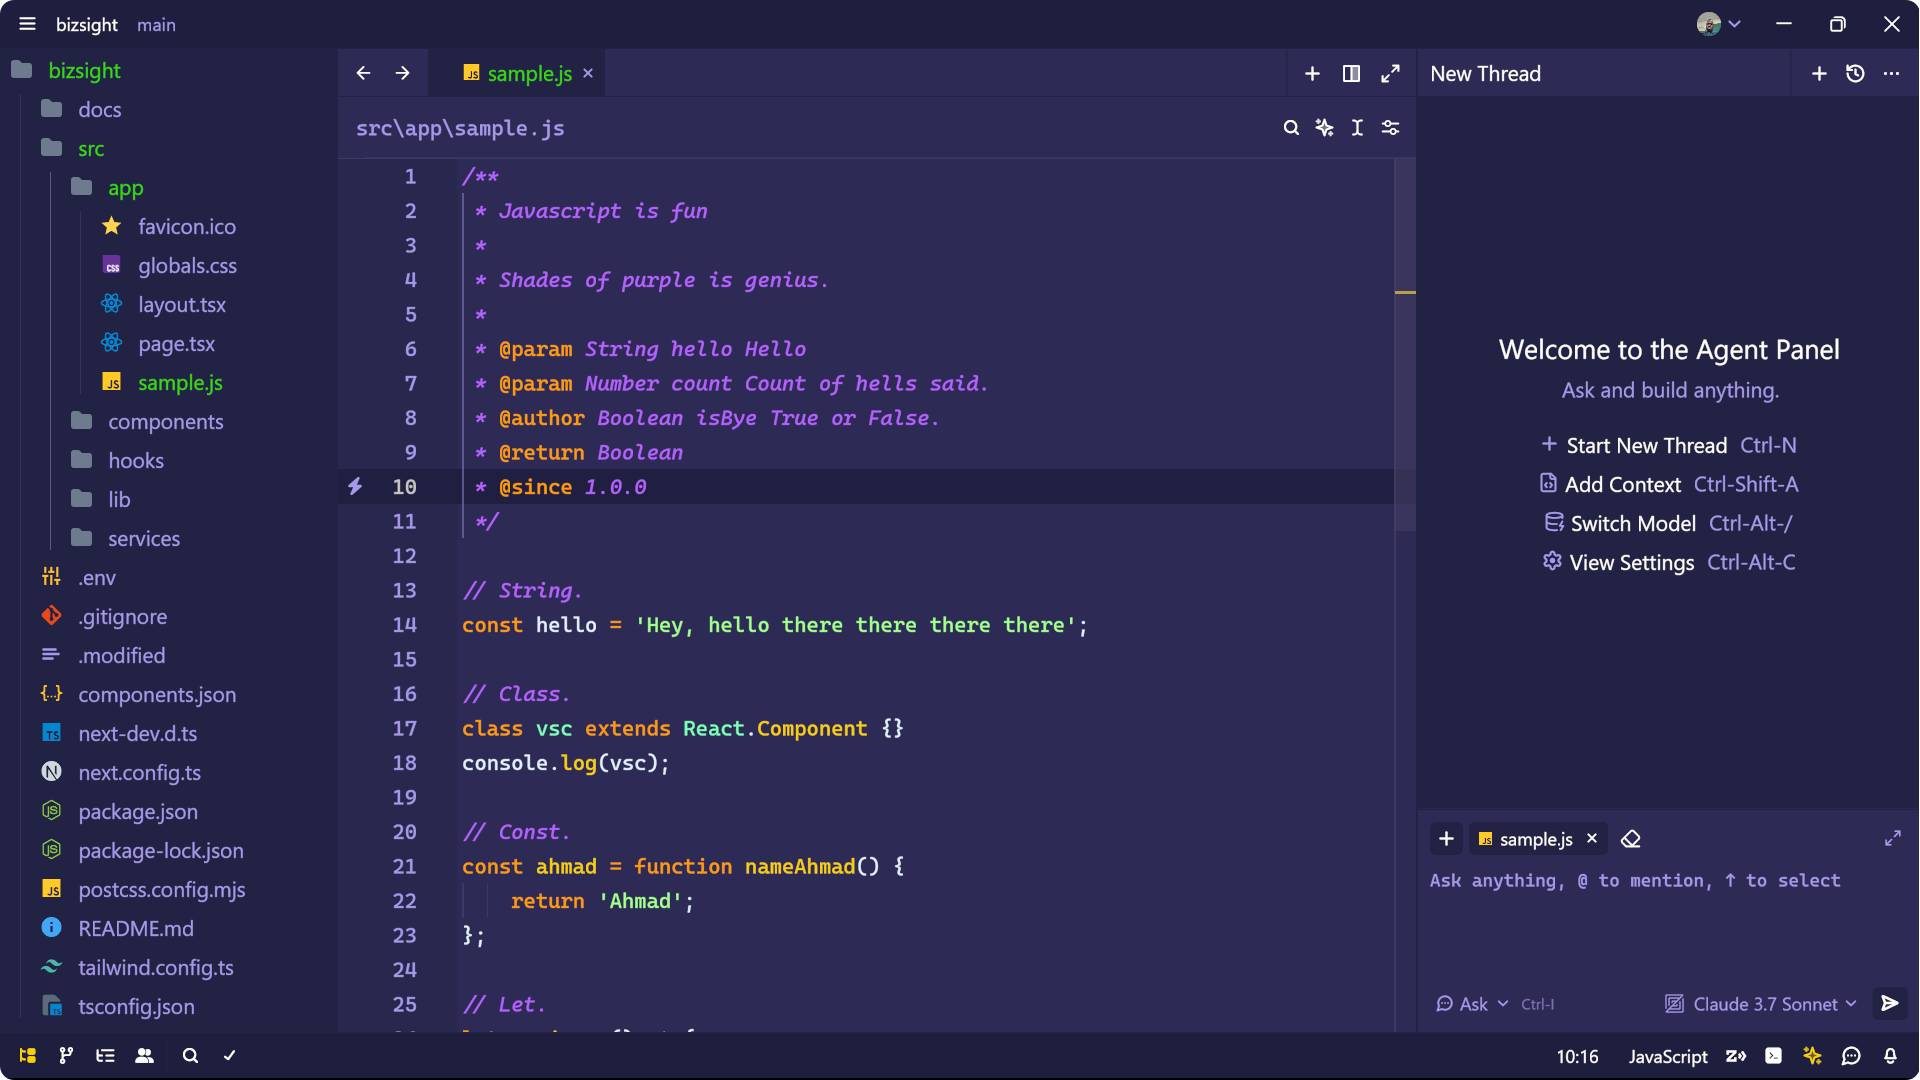 bizsight main
bizsight
docs
src
app
favicon.ico
globals.css
layout.tsx
page.tsx
sample.js
components
hooks
lib
services
.env
.gitignore
.modified
components.json
next-dev.d.ts
next.config.ts
package.json
package-lock.json
postcss.config.mjs
README.md
tailwind.config.ts
tsconfig.json
sample.js
src\app\sample.js
1 /**
2 * Javascript is fun
3 *
4 * Shades of purple is genius.
5 *
6 * @param String hello Hello
7 * @param Number count Count of hells said.
8 * @author Boolean isBye True or False.
9 * @return Boolean
10 * @since 1.0.0
11 */
12
13 // String.
14 const hello = 'Hey, hello there there there there';
15
16 // Class.
17 class vsc extends React.Component {}
18 console.log(vsc);
19
20 // Const.
21 const ahmad = function nameAhmad() {
22 return 'Ahmad';
23 };
24
25 // Let.
New Thread
Welcome to the Agent Panel
Ask and build anything.
Start New Thread Ctrl-N
Add Context Ctrl-Shift-A
Switch Model Ctrl-Alt-/
View Settings Ctrl-Alt-C
sample.js
Ask anything, @ to mention, ↑ to select
Ask Ctrl-I Claude 3.7 Sonnet
10:16 JavaScript